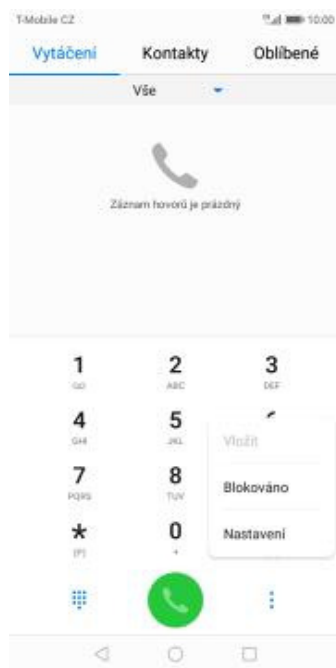 T-Mobile CZ 10:00
Vytáčení Kontakty Oblíbené
Vše
Záznam hovorů je prázdný
1 2 3
ABC DEF
4 5
GHI JKL
Vložit
7 8
PQRS TUV
Blokováno
* 0
(P) +
Nastavení